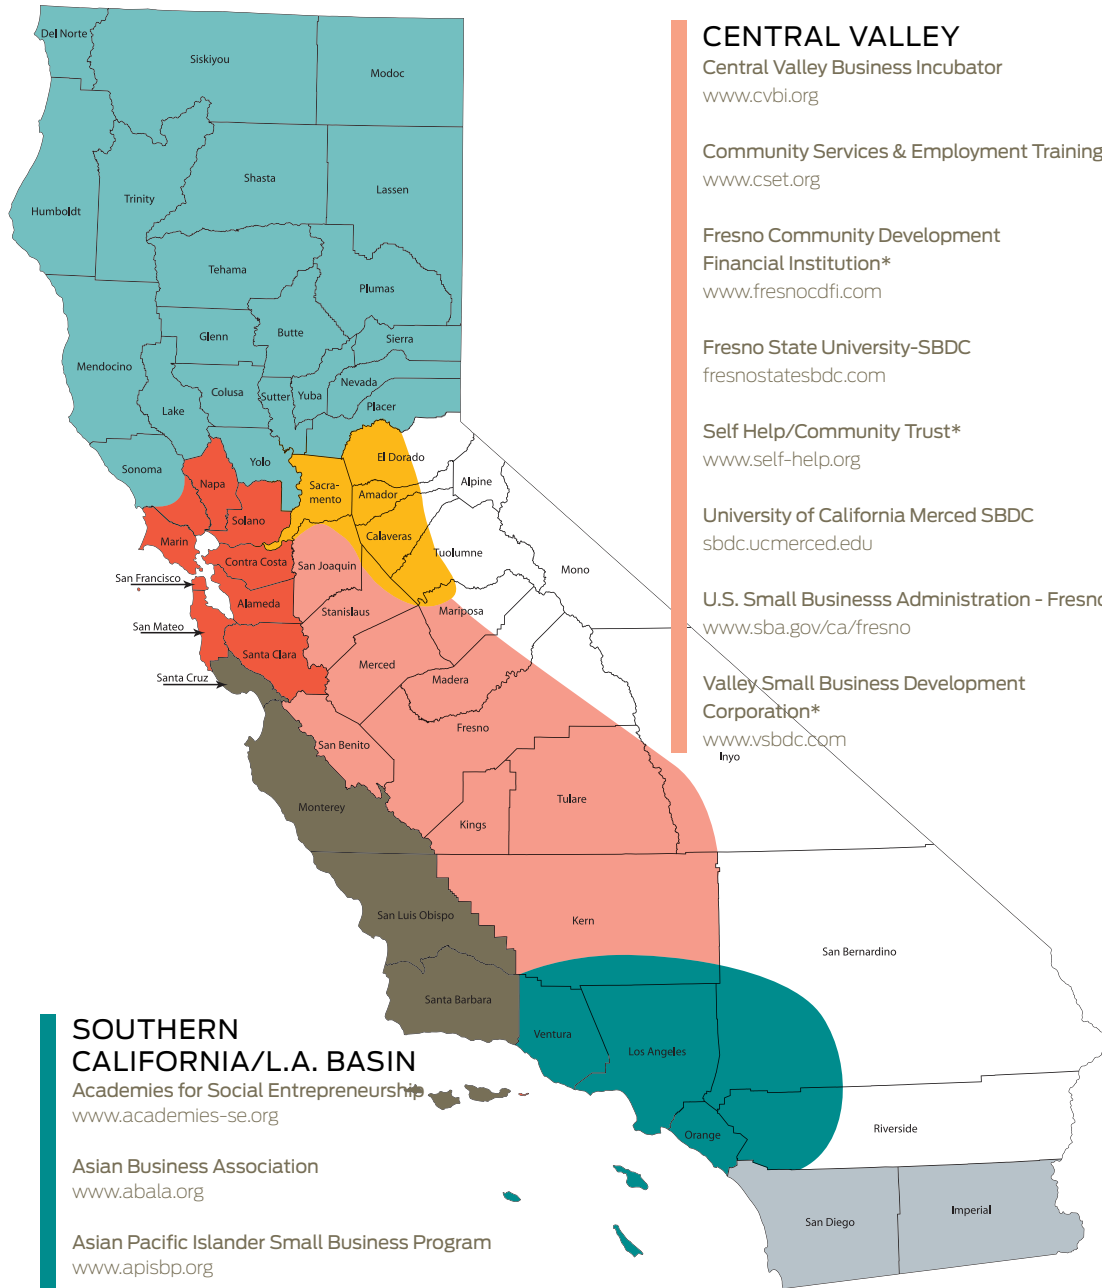 Del Norte
Siskiyou
Modoc
Humboldt
Trinity
Shasta
Lassen
Tehama
Plumas
Glenn
Butte
Sierra
Mendocino
Lake
Colusa
Sutter
Yuba
Nevada
Placer
Sonoma
Napa
Yolo
Sacra-
mento
El Dorado
Amador
Alpine
Solano
Marin
Calaveras
Tuolumne
Mono
Contra Costa
San Joaquin
San Francisco
Alameda
Stanislaus
Mariposa
San Mateo
Santa Clara
Merced
Madera
Santa Cruz
San Benito
Fresno
Inyo
Monterey
Kings
Tulare
San Luis Obispo
Kern
San Bernardino
Santa Barbara
Ventura
Los Angeles
Orange
Riverside
San Diego
Imperial
CENTRAL VALLEY
Central Valley Business Incubator
www.cvbi.org
Community Services & Employment Training
www.cset.org
Fresno Community Development
Financial Institution*
www.fresnocdfi.com
Fresno State University-SBDC
fresnostatesbdc.com
Self Help/Community Trust*
www.self-help.org
University of California Merced SBDC
sbdc.ucmerced.edu
U.S. Small Businesss Administration - Fresno
www.sba.gov/ca/fresno
Valley Small Business Development
Corporation*
www.vsbdc.com
SOUTHERN
CALIFORNIA/L.A. BASIN
Academies for Social Entrepreneurship
www.academies-se.org
Asian Business Association
www.abala.org
Asian Pacific Islander Small Business Program
www.apisbp.org